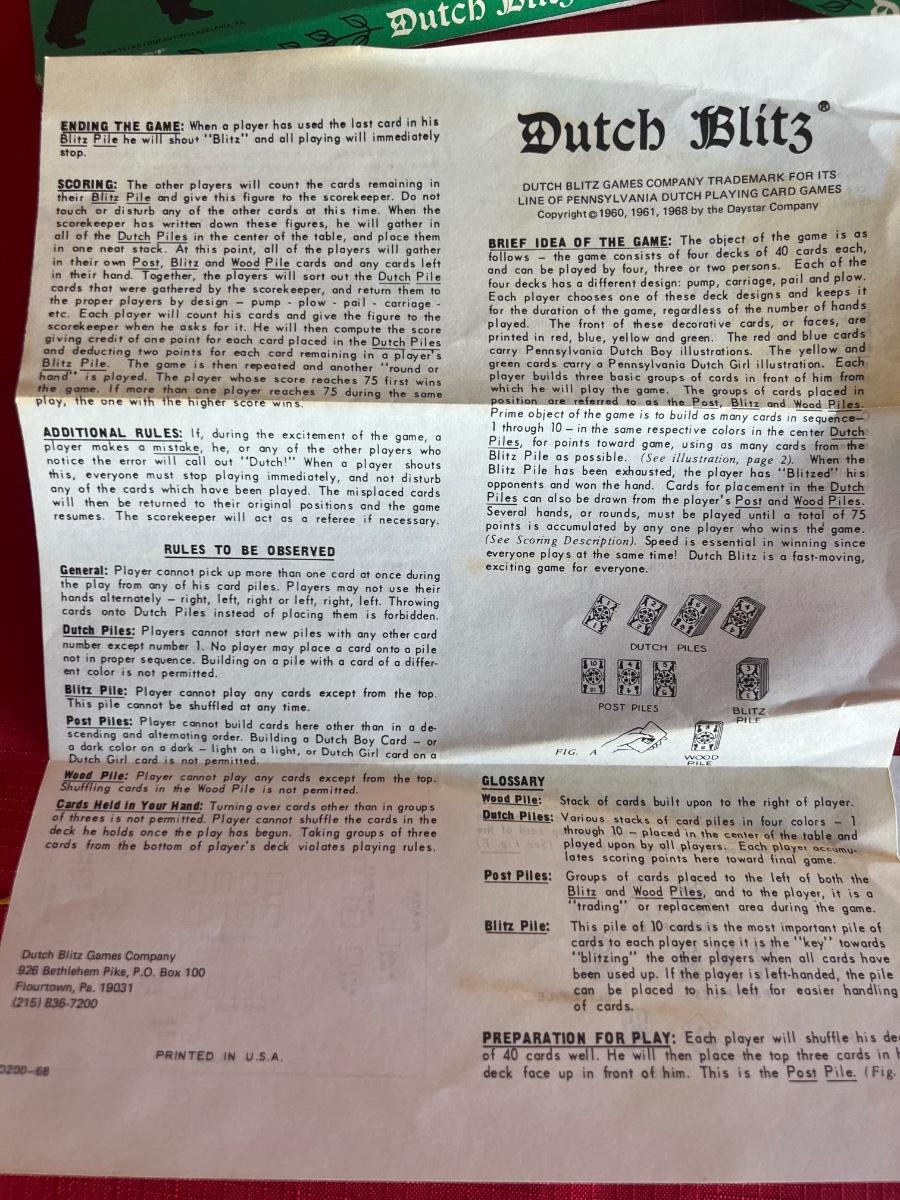 Dutch Blitz
ENDING THE GAME: When a player has used the last card in his
Blitz Pile he will shout "Blitz" and all playing will immediately
stop.
SCORING: The other players will count the cards remaining in
their Blitz Pile and give this figure to the scorekeeper. Do not
touch or disturb any of the other cards at this time. When the
scorekeeper has written down these figures, he will gather in
all of the Dutch Piles in the center of the table, and place them
in one neat stack. At this point, all of the players will gather
in their own Post, Blitz and Wood Pile cards and any cards left
in their hand. Together, the players will sort out the Dutch Pile
cards that were gathered by the scorekeeper, and return them to
the proper players by design – pump - plow - pail - carriage -
etc. Each player will count his cards and give the figure to the
scorekeeper when he asks for it. He will then compute the score
giving credit of one point for each card placed in the Dutch Piles
and deducting two points for each card remaining in a player's
Blitz Pile. The game is then repeated and another "round or
hand" is played. The player whose score reaches 75 first wins
the game. If more than one player reaches 75 during the same
play, the one with the higher score wins.
ADDITIONAL RULES: If, during the excitement of the game, a
player makes a mistake, he, or any of the other players who
notice the error will call out "Dutch!" When a player shouts
this, everyone must stop playing immediately, and not disturb
any of the cards which have been played. The misplaced cards
will then be returned to their original positions and the game
resumes. The scorekeeper will act as a referee if necessary.
RULES TO BE OBSERVED
General: Player cannot pick up more than one card at once during
the play from any of his card piles. Players may not use their
hands alternately – right, left, right or left, right, left. Throwing
cards onto Dutch Piles instead of placing them is forbidden.
Dutch Piles: Players cannot start new piles with any other card
number except number 1. No player may place a card onto a pile
not in proper sequence. Building on a pile with a card of a differ-
ent color is not permitted.
Blitz Pile: Player cannot play any cards except from the top.
This pile cannot be shuffled at any time.
Post Piles: Player cannot build cards here other than in a de-
scending and alternating order. Building a Dutch Boy Card – or
a dark color on a dark – light on a light, or Dutch Girl card on a
Dutch Girl card is not permitted.
Wood Pile: Player cannot play any cards except from the top.
Shuffling cards in the Wood Pile is not permitted.
Cards Held in Your Hand: Turning over cards other than in groups
of threes is not permitted. Player cannot shuffle the cards in the
deck he holds once the play has begun. Taking groups of three
cards from the bottom of player's deck violates playing rules.
Dutch Blitz Games Company
926 Bethlehem Pike, P.O. Box 100
Flourtown, Pa. 19031
(215) 836-7200
PRINTED IN U.S.A.
0200-68
Dutch Blitz®
DUTCH BLITZ GAMES COMPANY TRADEMARK FOR ITS
LINE OF PENNSYLVANIA DUTCH PLAYING CARD GAMES
Copyright © 1960, 1961, 1968 by the Daystar Company
BRIEF IDEA OF THE GAME: The object of the game is as
follows – the game consists of four decks of 40 cards each,
and can be played by four, three or two persons. Each of the
four decks has a different design: pump, carriage, pail and plow.
Each player chooses one of these deck designs and keeps it
for the duration of the game, regardless of the number of hands
played. The front of these decorative cards, or faces, are
printed in red, blue, yellow and green. The red and blue cards
carry Pennsylvania Dutch Boy illustrations. The yellow and
green cards carry a Pennsylvania Dutch Girl illustration. Each
player builds three basic groups of cards in front of him from
which he will play the game. The groups of cards placed in
position are referred to as the Post, Blitz and Wood Piles.
Prime object of the game is to build as many cards in sequence–
1 through 10 – in the same respective colors in the center Dutch
Piles, for points toward game, using as many cards from the
Blitz Pile as possible. (See illustration, page 2). When the
Blitz Pile has been exhausted, the player has "Blitzed" his
opponents and won the hand. Cards for placement in the Dutch
Piles can also be drawn from the player's Post and Wood Piles.
Several hands, or rounds, must be played until a total of 75
points is accumulated by any one player who wins the game.
(See Scoring Description). Speed is essential in winning since
everyone plays at the same time! Dutch Blitz is a fast-moving,
exciting game for everyone.
DUTCH PILES
POST PILES
BLITZ
PILE
FIG. A
WOOD
PILE
GLOSSARY
Wood Pile: Stack of cards built upon to the right of player.
Dutch Piles: Various stacks of card piles in four colors – 1
through 10 – placed in the center of the table and
played upon by all players. Each player accumu-
lates scoring points here toward final game.
Post Piles: Groups of cards placed to the left of both the
Blitz and Wood Piles, and to the player, it is a
"trading" or replacement area during the game.
Blitz Pile: This pile of 10 cards is the most important pile of
cards to each player since it is the "key" towards
"blitzing" the other players when all cards have
been used up. If the player is left-handed, the pile
can be placed to his left for easier handling
of cards.
PREPARATION FOR PLAY: Each player will shuffle his de
of 40 cards well. He will then place the top three cards in h
deck face up in front of him. This is the Post Pile. (Fig.